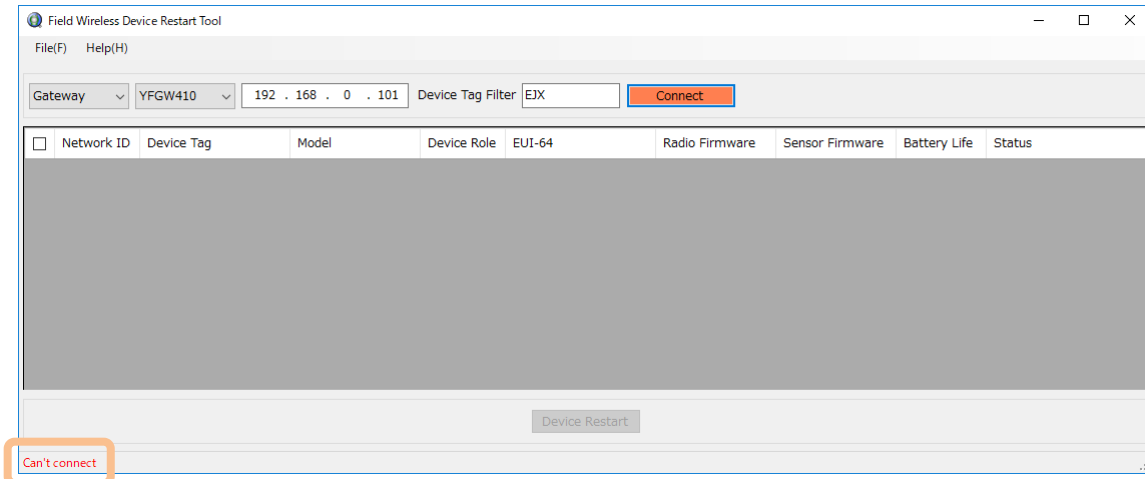 Field Wireless Device Restart Tool
File(F) Help(H)
Gateway YFGW410 192 . 168 . 0 . 101 Device Tag Filter EJX Connect
Network ID Device Tag Model Device Role EUI-64 Radio Firmware Sensor Firmware Battery Life Status
Device Restart
Can't connect